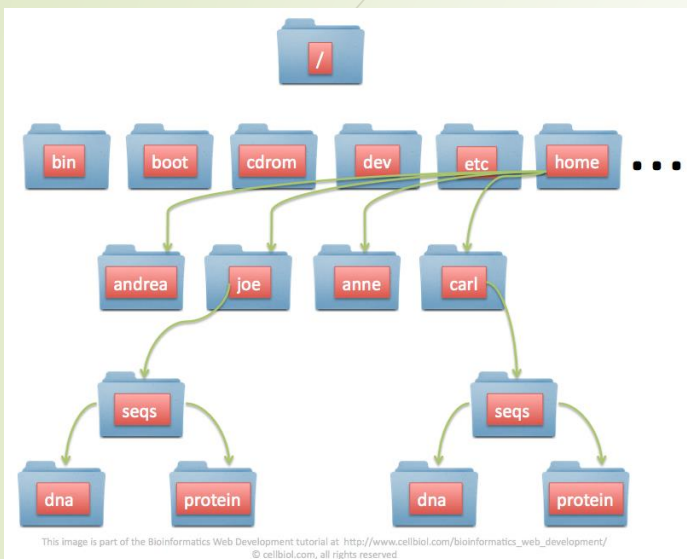 /
bin boot cdrom dev etc home ...
andrea joe anne carl
seqs seqs
dna protein dna protein
This image is part of the Bioinformatics Web Development tutorial at http://www.cellbiol.com/bioinformatics_web_development/
© cellbiol.com, all rights reserved